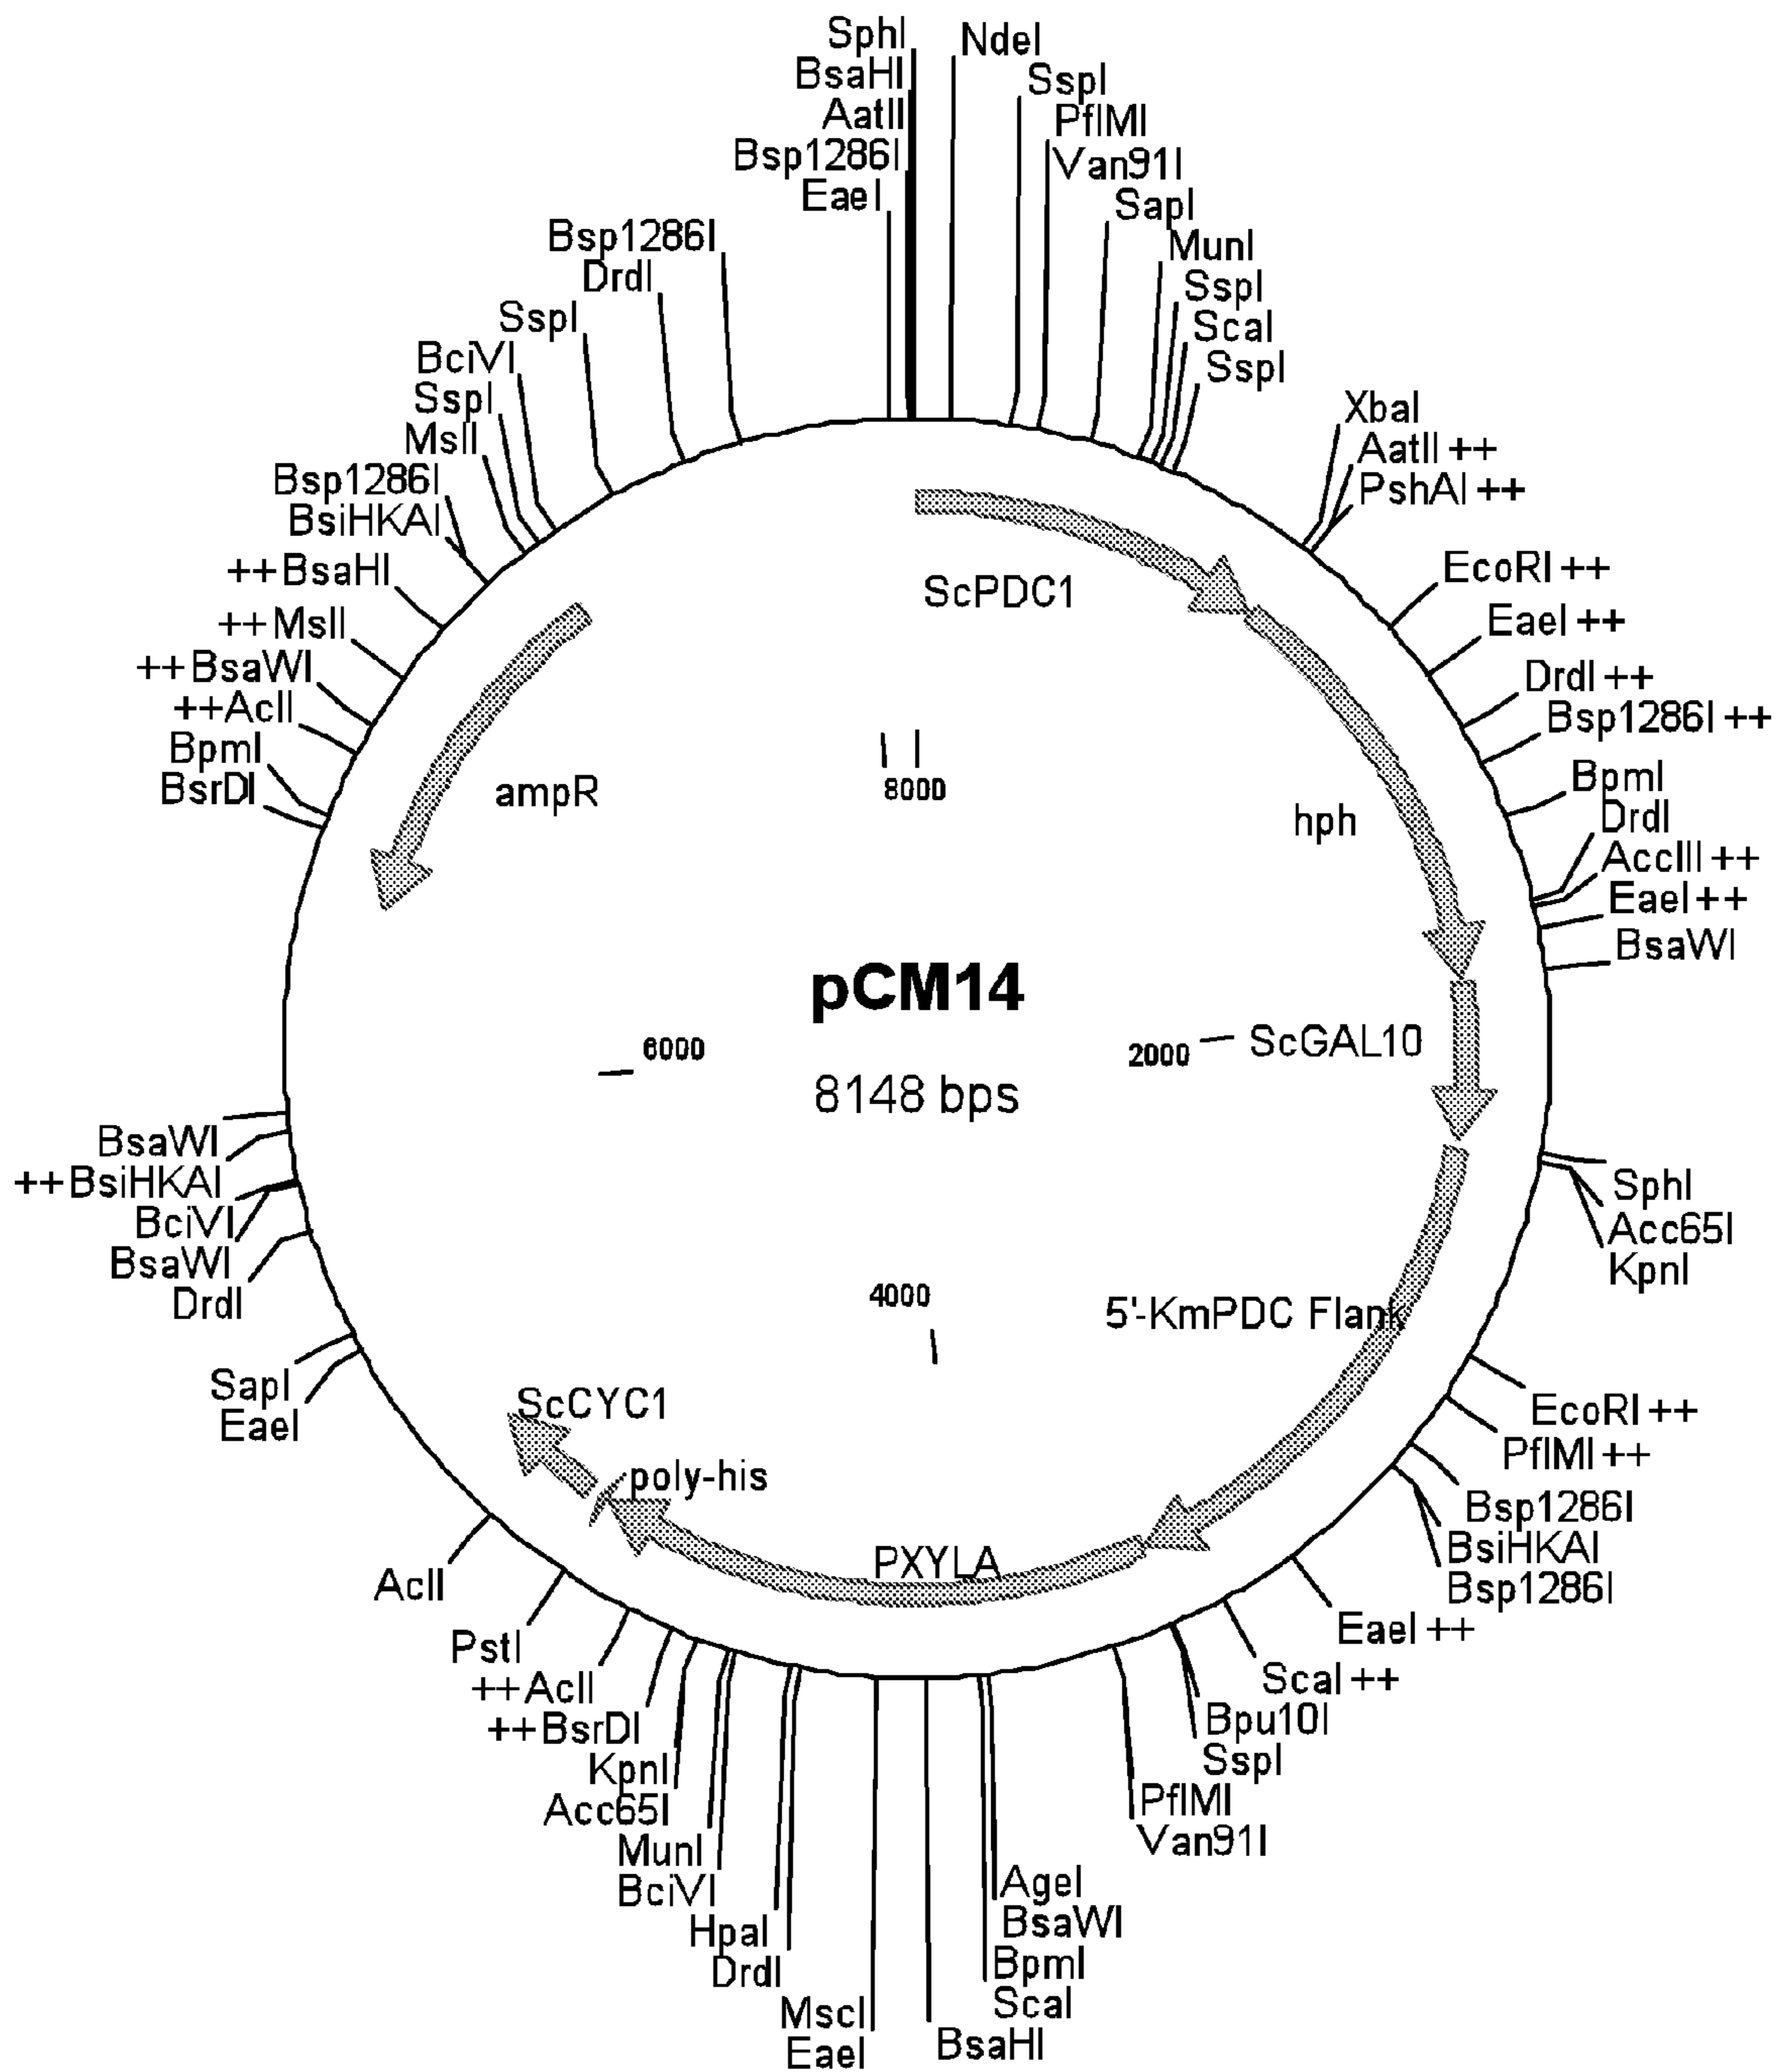 SphI
BsaHI
AatII
Bsp1286I
EaeI
NdeI
SspI
PflMI
Van91I
SapI
MunI
SspI
ScaI
SspI
XbaI
AatII ++
PshAI ++
EcoRI ++
EaeI ++
DrdI ++
Bsp1286I ++
BpmI
DrdI
AccIII ++
EaeI ++
BsaWI
SphI
Acc65I
KpnI
EcoRI ++
PflMI ++
Bsp1286I
BsiHKAI
Bsp1286I
EaeI ++
ScaI ++
Bpu10I
SspI
PflMI
Van91I
AgeI
BsaWI
BpmI
ScaI
BsaHI
MscI
EaeI
DrdI
HpaI
BciVI
MunI
Acc65I
KpnI
++BsrDI
++AclI
PstI
AclI
EaeI
SapI
DrdI
BsaWI
BciVI
++BsiHKAI
BsaWI
BsrDI
BpmI
++AclI
++BsaWI
++MslI
++BsaHI
BsiHKAI
Bsp1286I
MslI
SspI
BciVI
SspI
DrdI
Bsp1286I
ScPDC1
hph
ScGAL10
5'-KmPDC Flank
PXYLA
poly-his
ScCYC1
ampR
8000
2000
4000
6000
pCM14
8148 bps